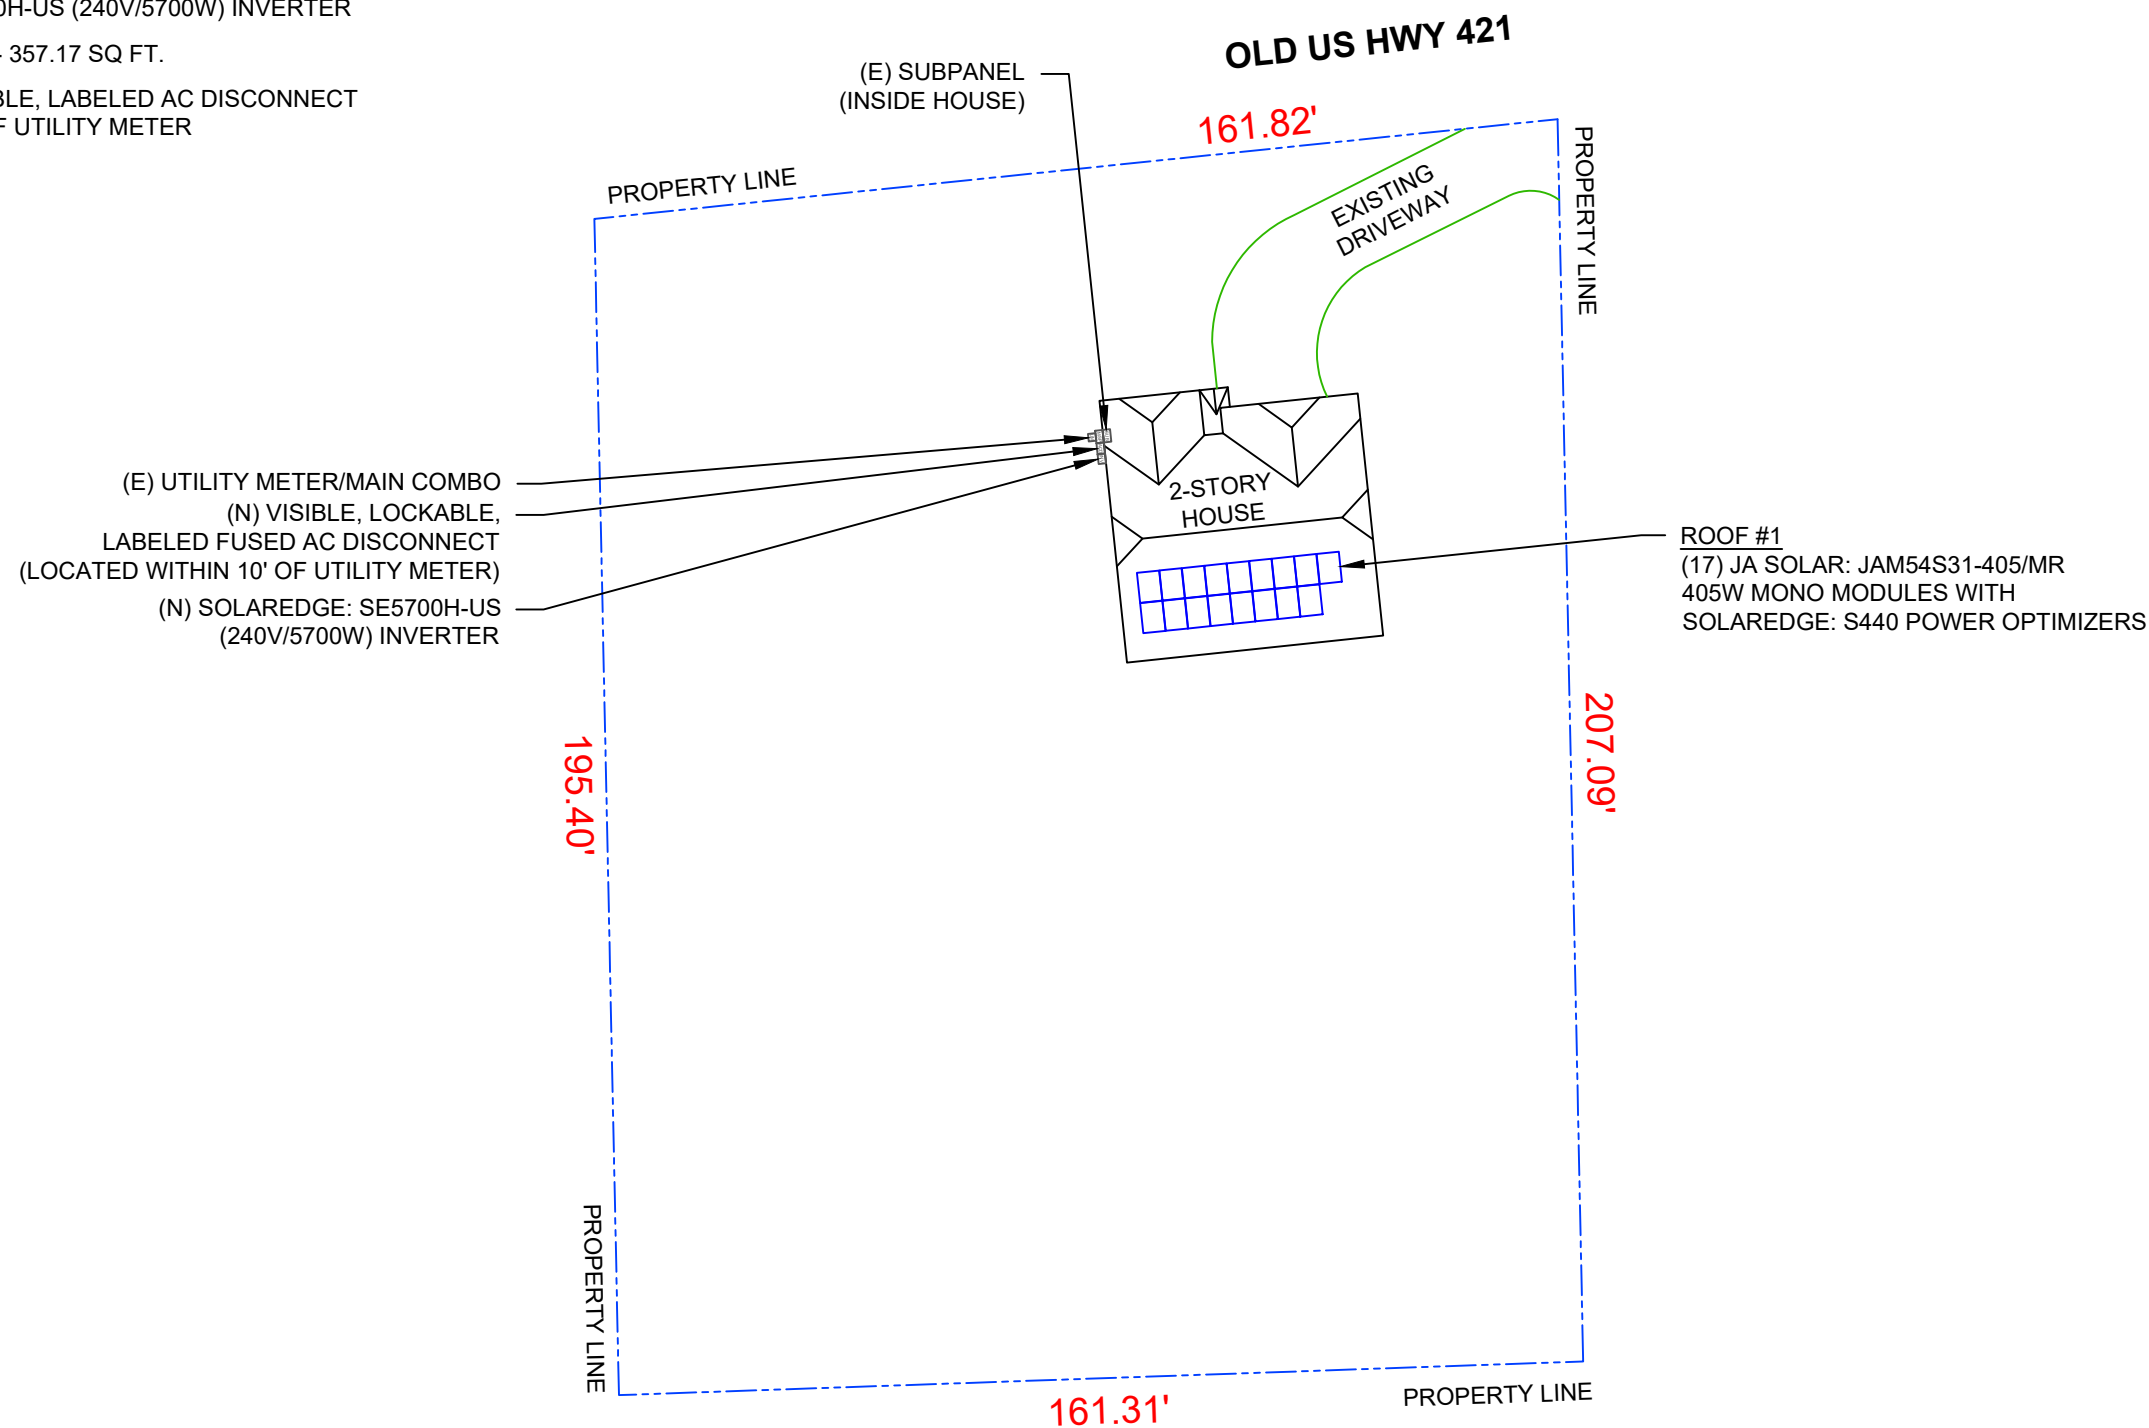 0H-US (240V/5700W) INVERTER
- 357.17 SQ FT.
BLE, LABELED AC DISCONNECT
F UTILITY METER
OLD US HWY 421
(E) SUBPANEL
(INSIDE HOUSE)
161.82'
PROPERTY LINE
PROPERTY LINE
EXISTING
DRIVEWAY
(E) UTILITY METER/MAIN COMBO
(N) VISIBLE, LOCKABLE,
LABELED FUSED AC DISCONNECT
(LOCATED WITHIN 10' OF UTILITY METER)
(N) SOLAREDGE: SE5700H-US
(240V/5700W) INVERTER
2-STORY
HOUSE
ROOF #1
(17) JA SOLAR: JAM54S31-405/MR
405W MONO MODULES WITH
SOLAREDGE: S440 POWER OPTIMIZERS
195.40'
207.09'
PROPERTY LINE
161.31'
PROPERTY LINE